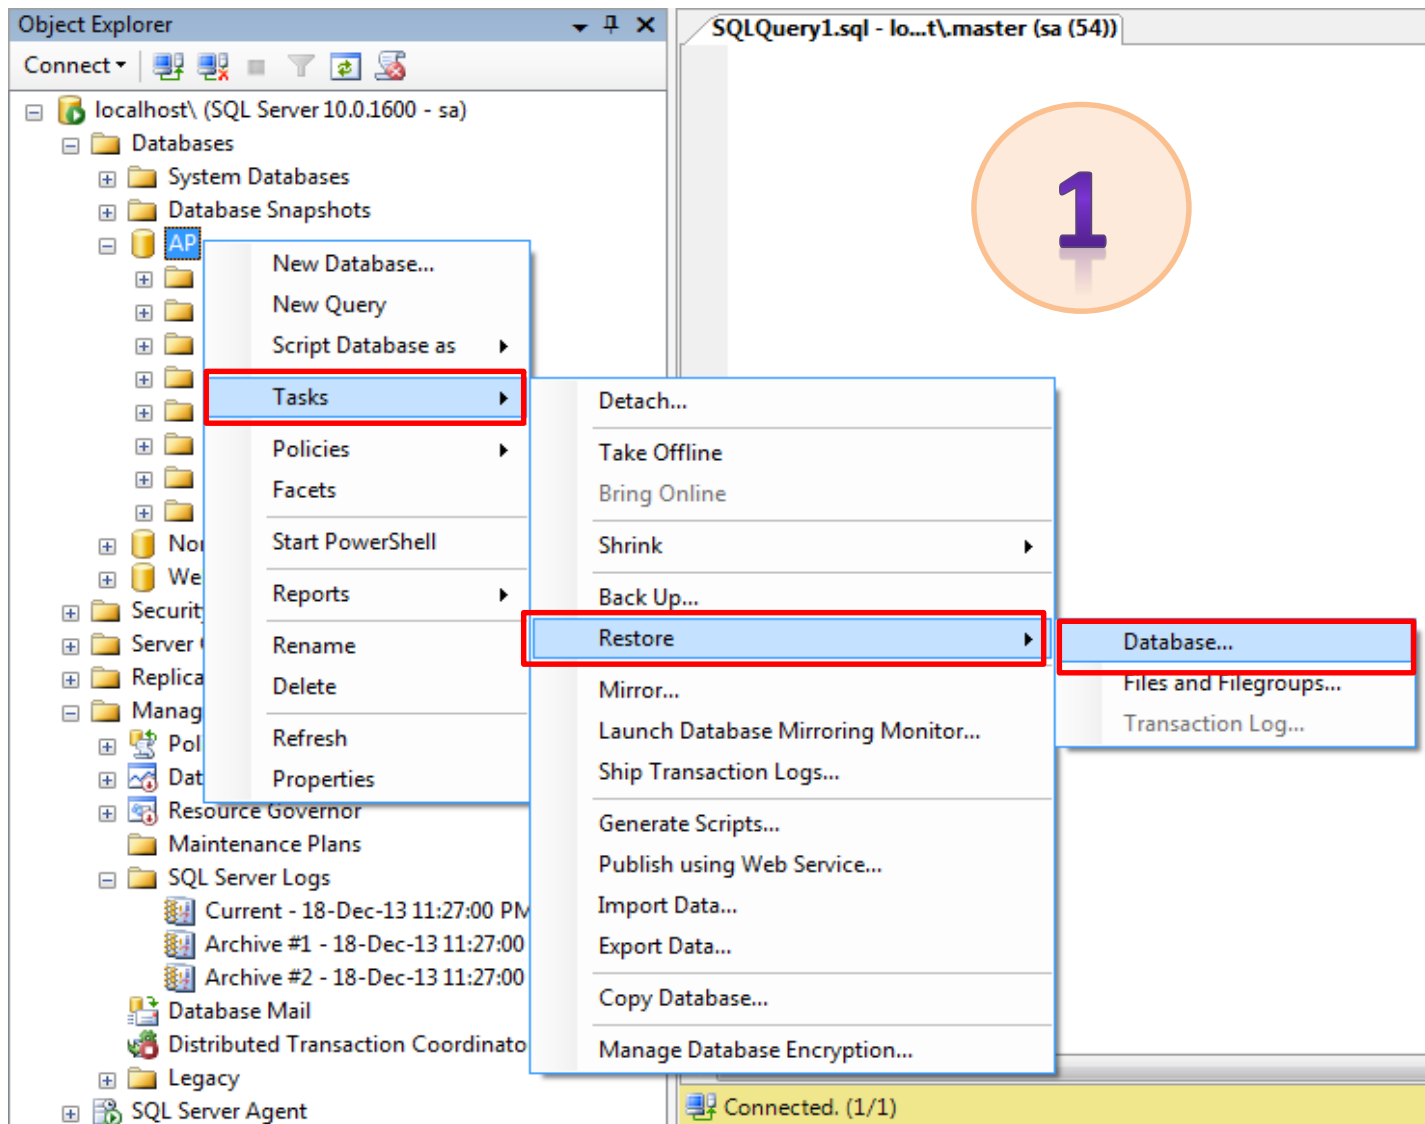 Object Explorer
Connect
localhost\ (SQL Server 10.0.1600 - sa)
Databases
System Databases
Database Snapshots
AP
Security
Server
Replica
Manag
Pol
Dat
Resource Governor
Maintenance Plans
SQL Server Logs
Current - 18-Dec-13 11:27:00 PM
Archive #1 - 18-Dec-13 11:27:00
Archive #2 - 18-Dec-13 11:27:00
Database Mail
Distributed Transaction Coordinato
Legacy
SQL Server Agent
New Database...
New Query
Script Database as
Tasks
Policies
Facets
Start PowerShell
Reports
Rename
Delete
Refresh
Properties
Detach...
Take Offline
Bring Online
Shrink
Back Up...
Restore
Mirror...
Launch Database Mirroring Monitor...
Ship Transaction Logs...
Generate Scripts...
Publish using Web Service...
Import Data...
Export Data...
Copy Database...
Manage Database Encryption...
Database...
Files and Filegroups...
Transaction Log...
SQLQuery1.sql - lo...t\.master (sa (54))
1
Connected. (1/1)